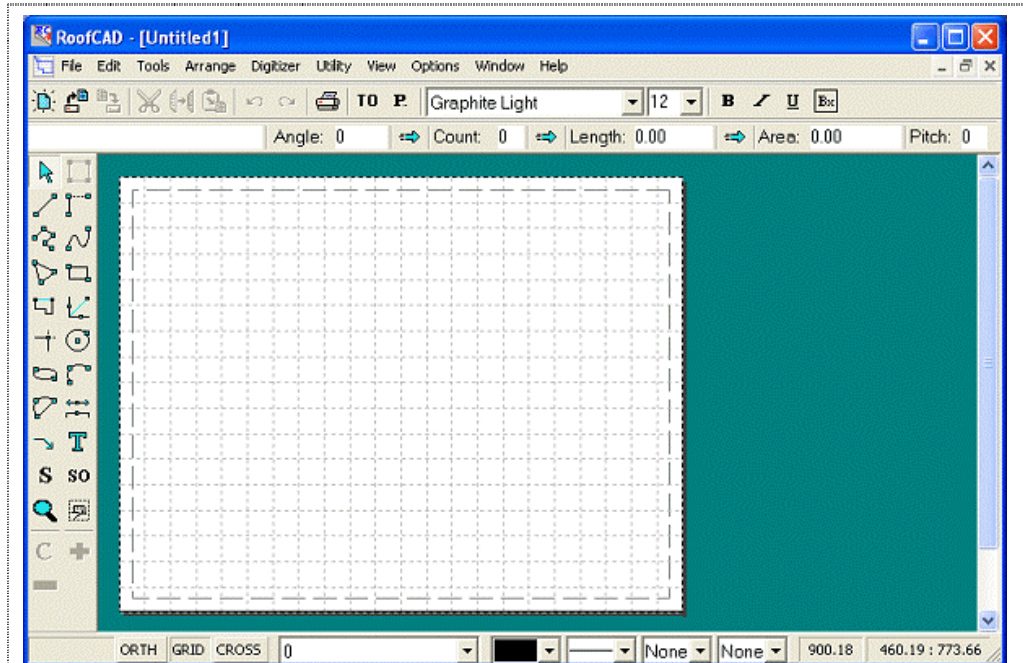 RoofCAD - [Untitled1]
File Edit Tools Arrange Digitizer Utility View Options Window Help
TO P. Graphite Light 12 B I U Bx
Angle: 0 Count: 0 Length: 0.00 Area: 0.00 Pitch: 0
T
S SO
C
ORTH GRID CROSS 0 None None 900.18 460.19 : 773.66